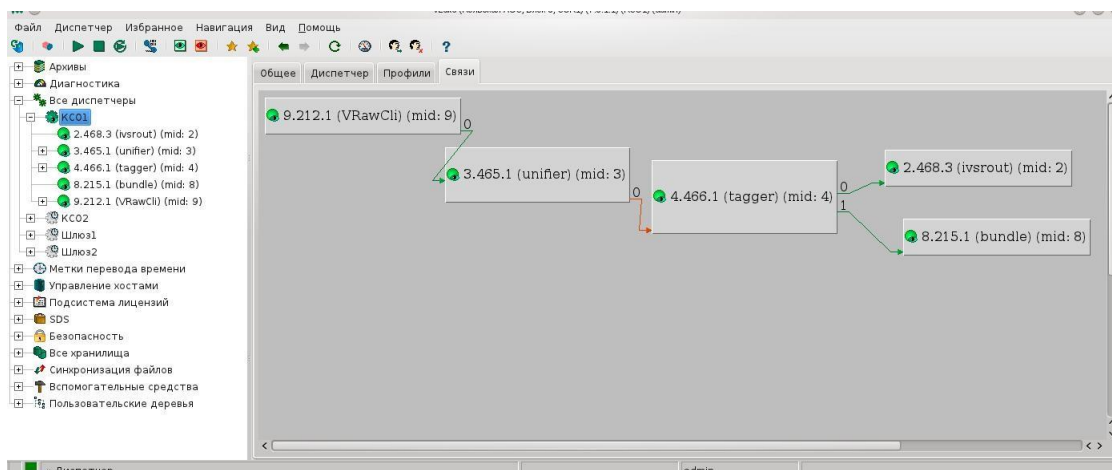 Файл Диспетчер Избранное Навигация Вид Помощь
Архивы
Диагностика
Все диспетчеры
КС01
2.468.3 (ivsrout) (mid: 2)
3.465.1 (unifier) (mid: 3)
4.466.1 (tagger) (mid: 4)
8.215.1 (bundle) (mid: 8)
9.212.1 (VRawCli) (mid: 9)
КС02
Шлюз1
Шлюз2
Метки перевода времени
Управление хостами
Подсистема лицензий
SDS
Безопасность
Все хранилища
Синхронизация файлов
Вспомогательные средства
Пользовательские деревья
Общее Диспетчер Профили Связи
9.212.1 (VRawCli) (mid: 9)
0
3.465.1 (unifier) (mid: 3)
0
4.466.1 (tagger) (mid: 4)
0
1
2.468.3 (ivsrout) (mid: 2)
8.215.1 (bundle) (mid: 8)
Диспетчер
admin